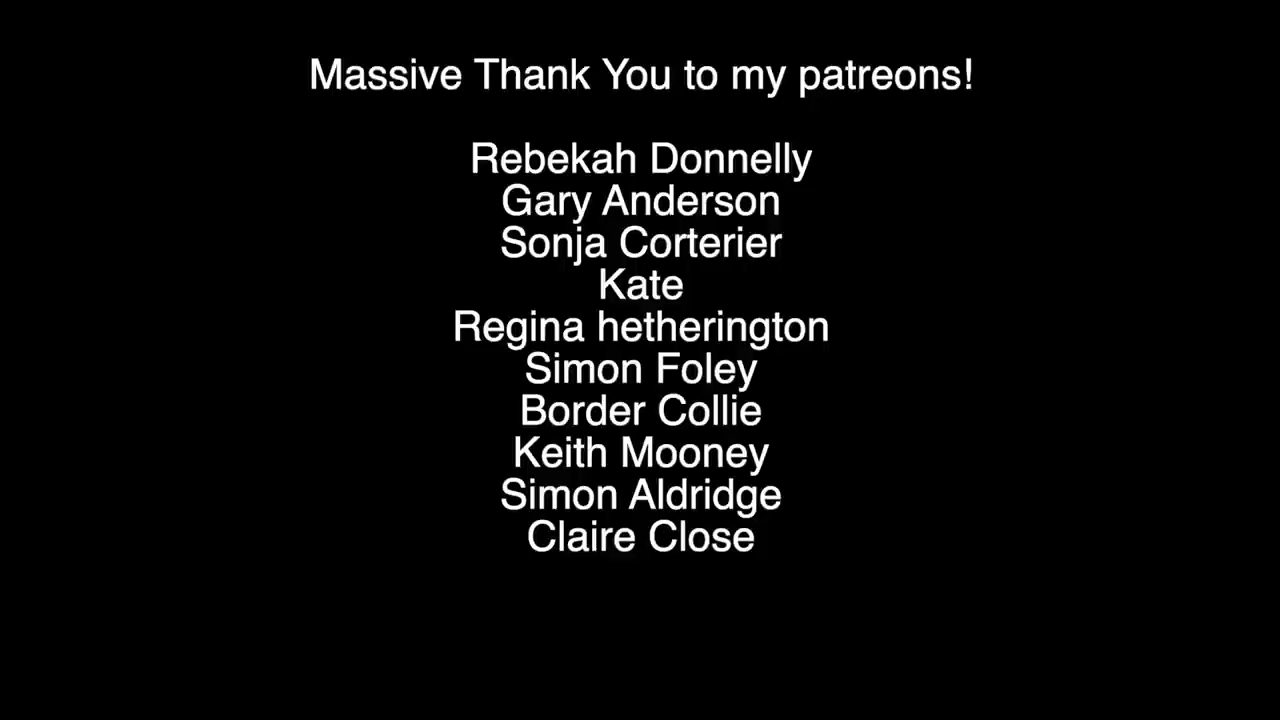 Massive Thank You to my patreons!
Rebekah Donnelly
Gary Anderson
Sonja Corterier
Kate
Regina hetherington
Simon Foley
Border Collie
Keith Mooney
Simon Aldridge
Claire Close